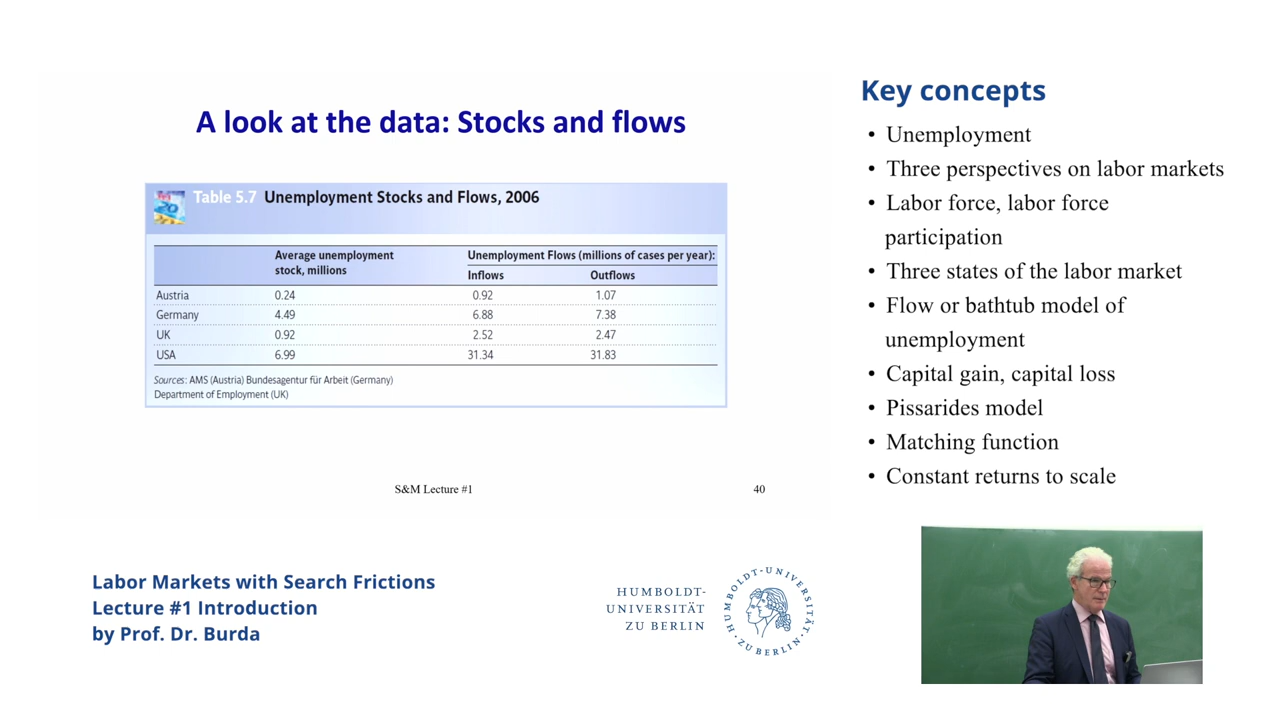 A look at the data: Stocks and flows
Table 5.7 Unemployment Stocks and Flows, 2006
Average unemployment stock, millions
Unemployment Flows (millions of cases per year):
Inflows Outflows
Austria 0.24 0.92 1.07
Germany 4.49 6.88 7.38
UK 0.92 2.52 2.47
USA 6.99 31.34 31.83
Sources: AMS (Austria) Bundesagentur für Arbeit (Germany)
Department of Employment (UK)
S&M Lecture #1 40
Key concepts
• Unemployment
• Three perspectives on labor markets
• Labor force, labor force
participation
• Three states of the labor market
• Flow or bathtub model of
unemployment
• Capital gain, capital loss
• Pissarides model
• Matching function
• Constant returns to scale
Labor Markets with Search Frictions
Lecture #1 Introduction
by Prof. Dr. Burda
HUMBOLDT-
UNIVERSITÄT
ZU BERLIN
HUMBOLDT-UNIVERSITÄT · ZU BERLIN ·